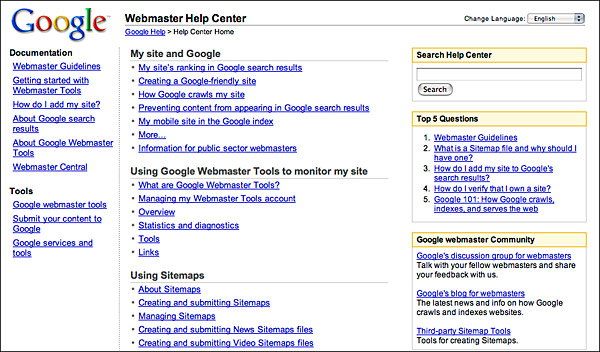 Google
Webmaster Help Center
Google Help > Help Center Home
Change Language: English
Documentation
Webmaster Guidelines
Getting started with
Webmaster Tools
How do I add my site?
About Google search
results
About Google Webmaster
Tools
Webmaster Central
Tools
Google webmaster tools
Submit your content to
Google
Google services and
tools
My site and Google
• My site's ranking in Google search results
• Creating a Google-friendly site
• How Google crawls my site
• Preventing content from appearing in Google search results
• My mobile site in the Google index
• More...
• Information for public sector webmasters
Using Google Webmaster Tools to monitor my site
• What are Google Webmaster Tools?
• Managing my Webmaster Tools account
• Overview
• Statistics and diagnostics
• Tools
• Links
Using Sitemaps
• About Sitemaps
• Creating and submitting Sitemaps
• Managing Sitemaps
• Creating and submitting News Sitemaps files
• Creating and submitting Video Sitemaps files
Search Help Center
Search
Top 5 Questions
1. Webmaster Guidelines
2. What is a Sitemap file and why should I
have one?
3. How do I add my site to Google's
search results?
4. How do I verify that I own a site?
5. Google 101: How Google crawls,
indexes, and serves the web
Google webmaster Community
Google's discussion group for webmasters
Talk with your fellow webmasters and share
your feedback with us.
Google's blog for webmasters
The latest news and info on how Google
crawls and indexes websites.
Third-party Sitemap Tools
Tools for creating Sitemaps.